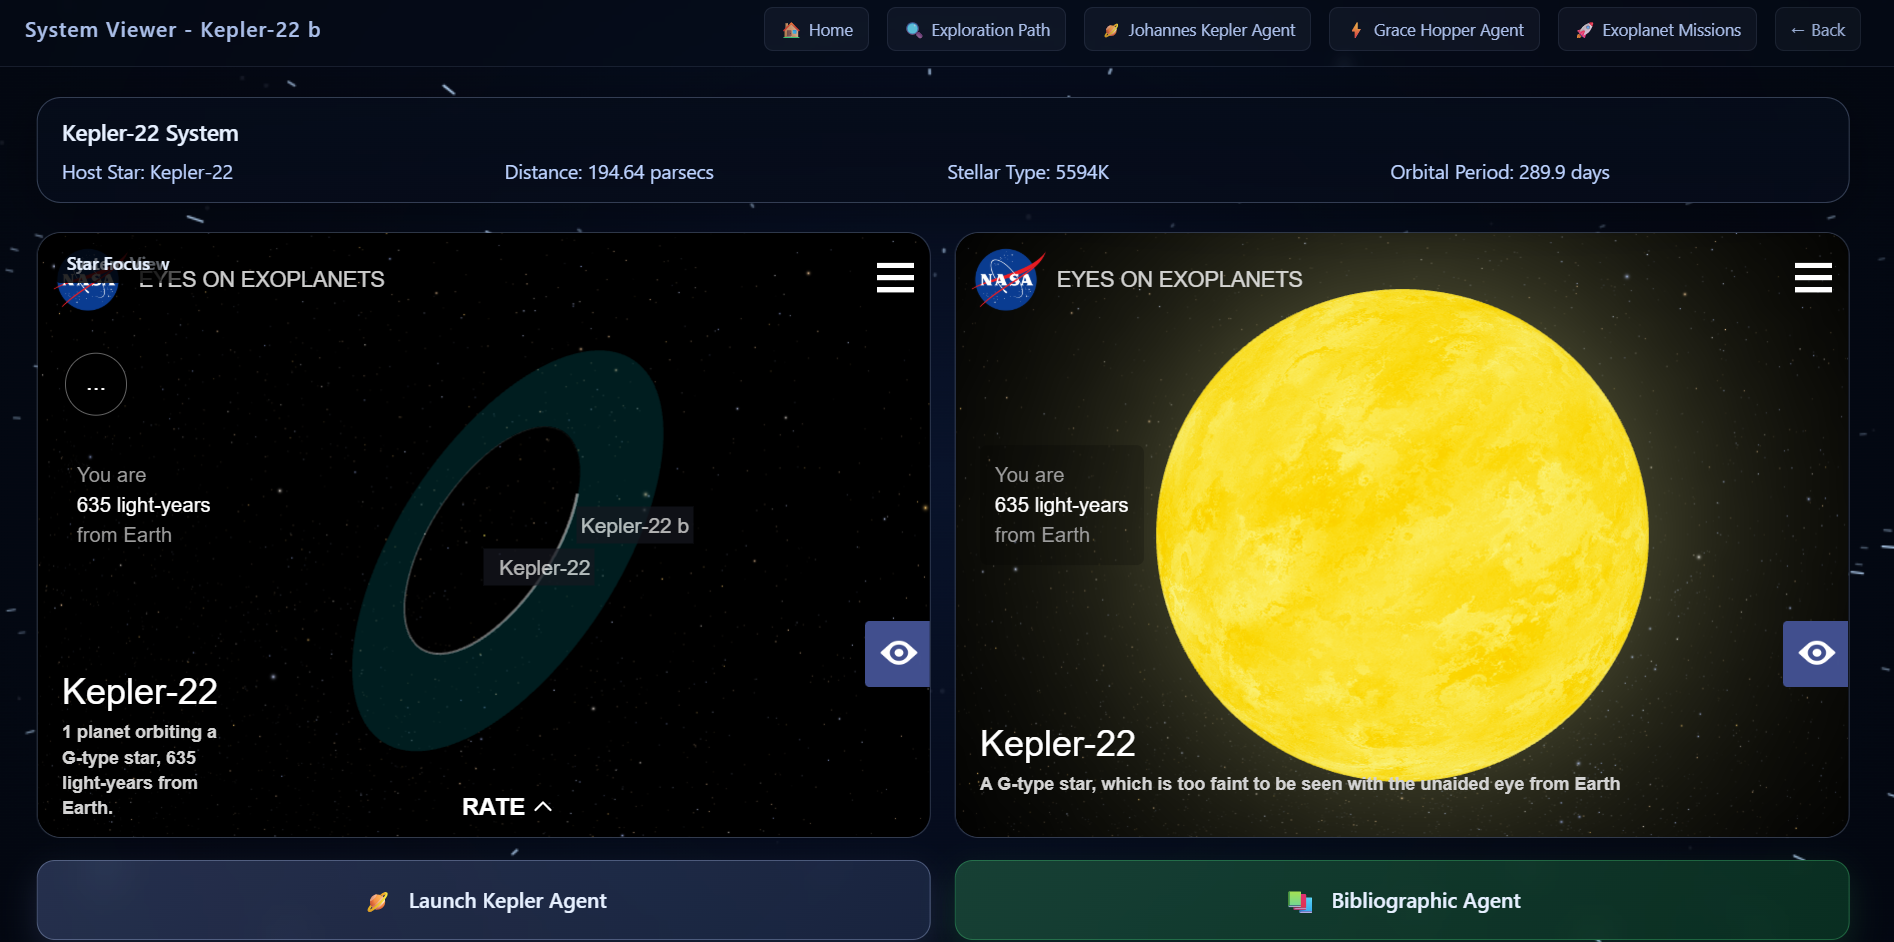 System Viewer - Kepler-22 b
Home
Exploration Path
Johannes Kepler Agent
Grace Hopper Agent
Exoplanet Missions
← Back
Kepler-22 System
Host Star: Kepler-22
Distance: 194.64 parsecs
Stellar Type: 5594K
Orbital Period: 289.9 days
System View
Star Focus
NASA
EYES ON EXOPLANETS
...
You are
635 light-years
from Earth
Kepler-22 b
Kepler-22
Kepler-22
1 planet orbiting a
G-type star, 635
light-years from
Earth.
RATE
NASA
EYES ON EXOPLANETS
You are
635 light-years
from Earth
Kepler-22
A G-type star, which is too faint to be seen with the unaided eye from Earth
Launch Kepler Agent
Bibliographic Agent